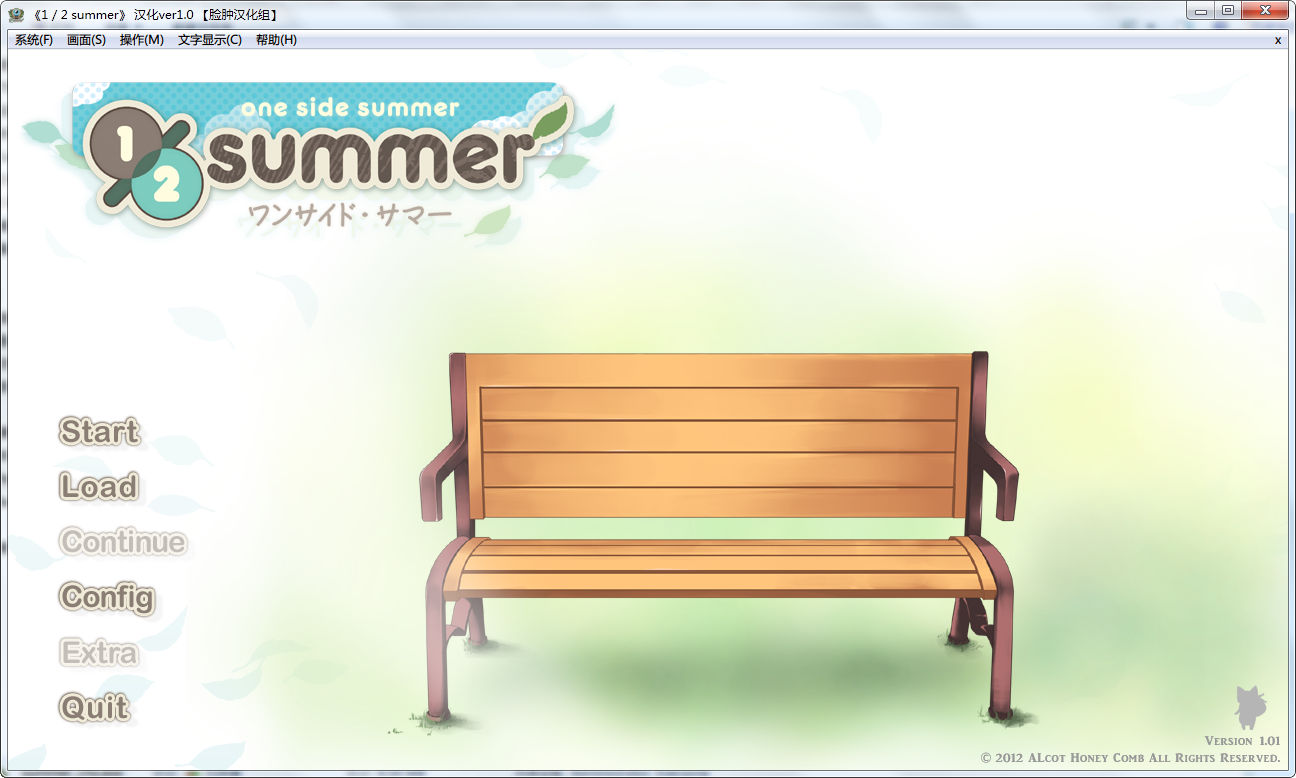 《1 / 2 summer》 汉化ver1.0 【脸肿汉化组】
系统(F) 画面(S) 操作(M) 文字显示(C) 帮助(H) x
one side summer
1/2 summer
ワンサイド・サマー
Start
Load
Continue
Config
Extra
Quit
Version 1.01
© 2012 ALcot Honey Comb All Rights Reserved.